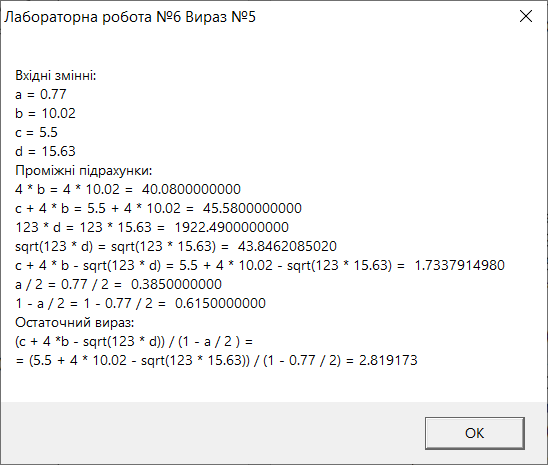 Лабораторна робота №6 Вираз №5
Вхідні змінні:
a = 0.77
b = 10.02
c = 5.5
d = 15.63
Проміжні підрахунки:
4 * b = 4 * 10.02 =  40.0800000000
c + 4 * b = 5.5 + 4 * 10.02 =  45.5800000000
123 * d = 123 * 15.63 =  1922.4900000000
sqrt(123 * d) = sqrt(123 * 15.63) =  43.8462085020
c + 4 * b - sqrt(123 * d) = 5.5 + 4 * 10.02 - sqrt(123 * 15.63) =  1.7337914980
a / 2 = 0.77 / 2 =  0.3850000000
1 - a / 2 = 1 - 0.77 / 2 =  0.6150000000
Остаточний вираз:
(c + 4 *b - sqrt(123 * d)) / (1 - a / 2 ) =
= (5.5 + 4 * 10.02 - sqrt(123 * 15.63)) / (1 - 0.77 / 2) = 2.819173
OK